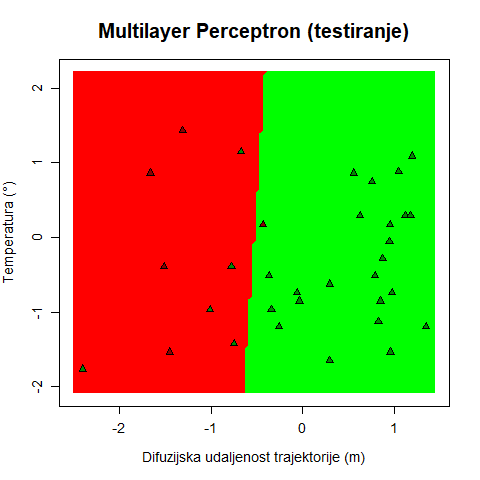 Multilayer Perceptron (testiranje)
Temperatura (°)
2
1
0
-1
-2
-2 -1 0 1
Difuzijska udaljenost trajektorije (m)